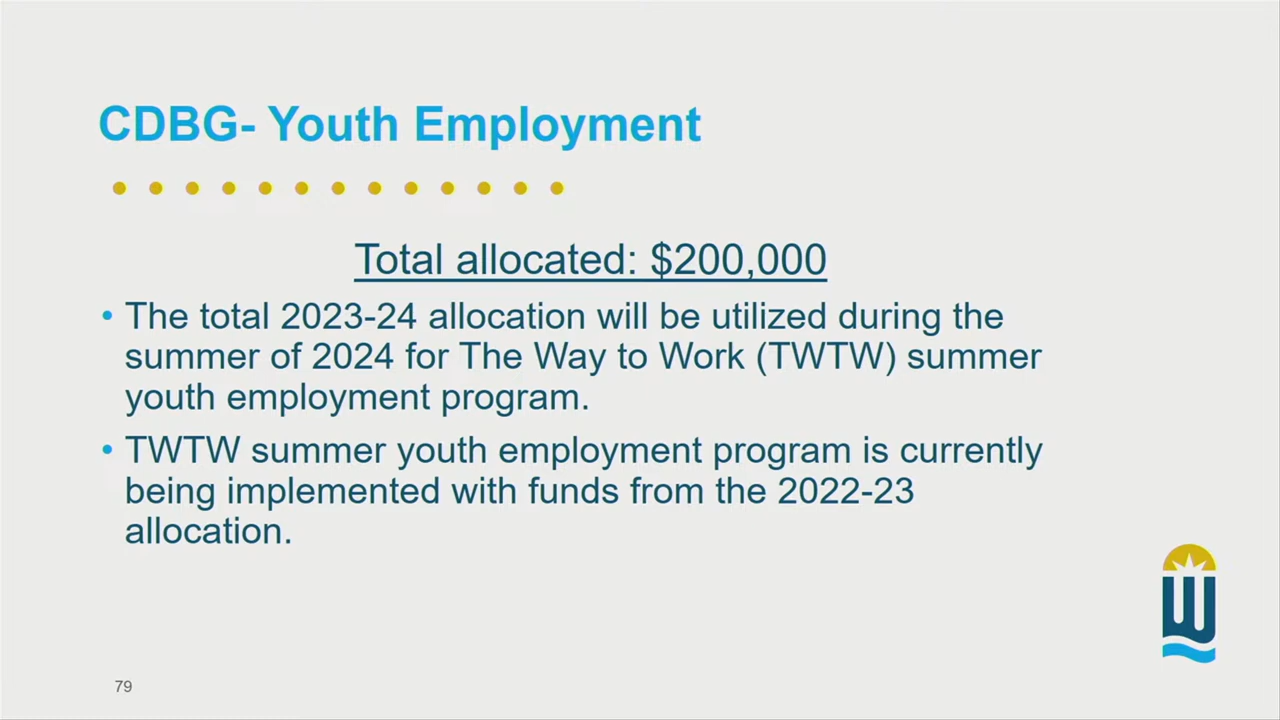 CDBG- Youth Employment
Total allocated: $200,000
• The total 2023-24 allocation will be utilized during the
summer of 2024 for The Way to Work (TWTW) summer
youth employment program.
• TWTW summer youth employment program is currently
being implemented with funds from the 2022-23
allocation.
W
79